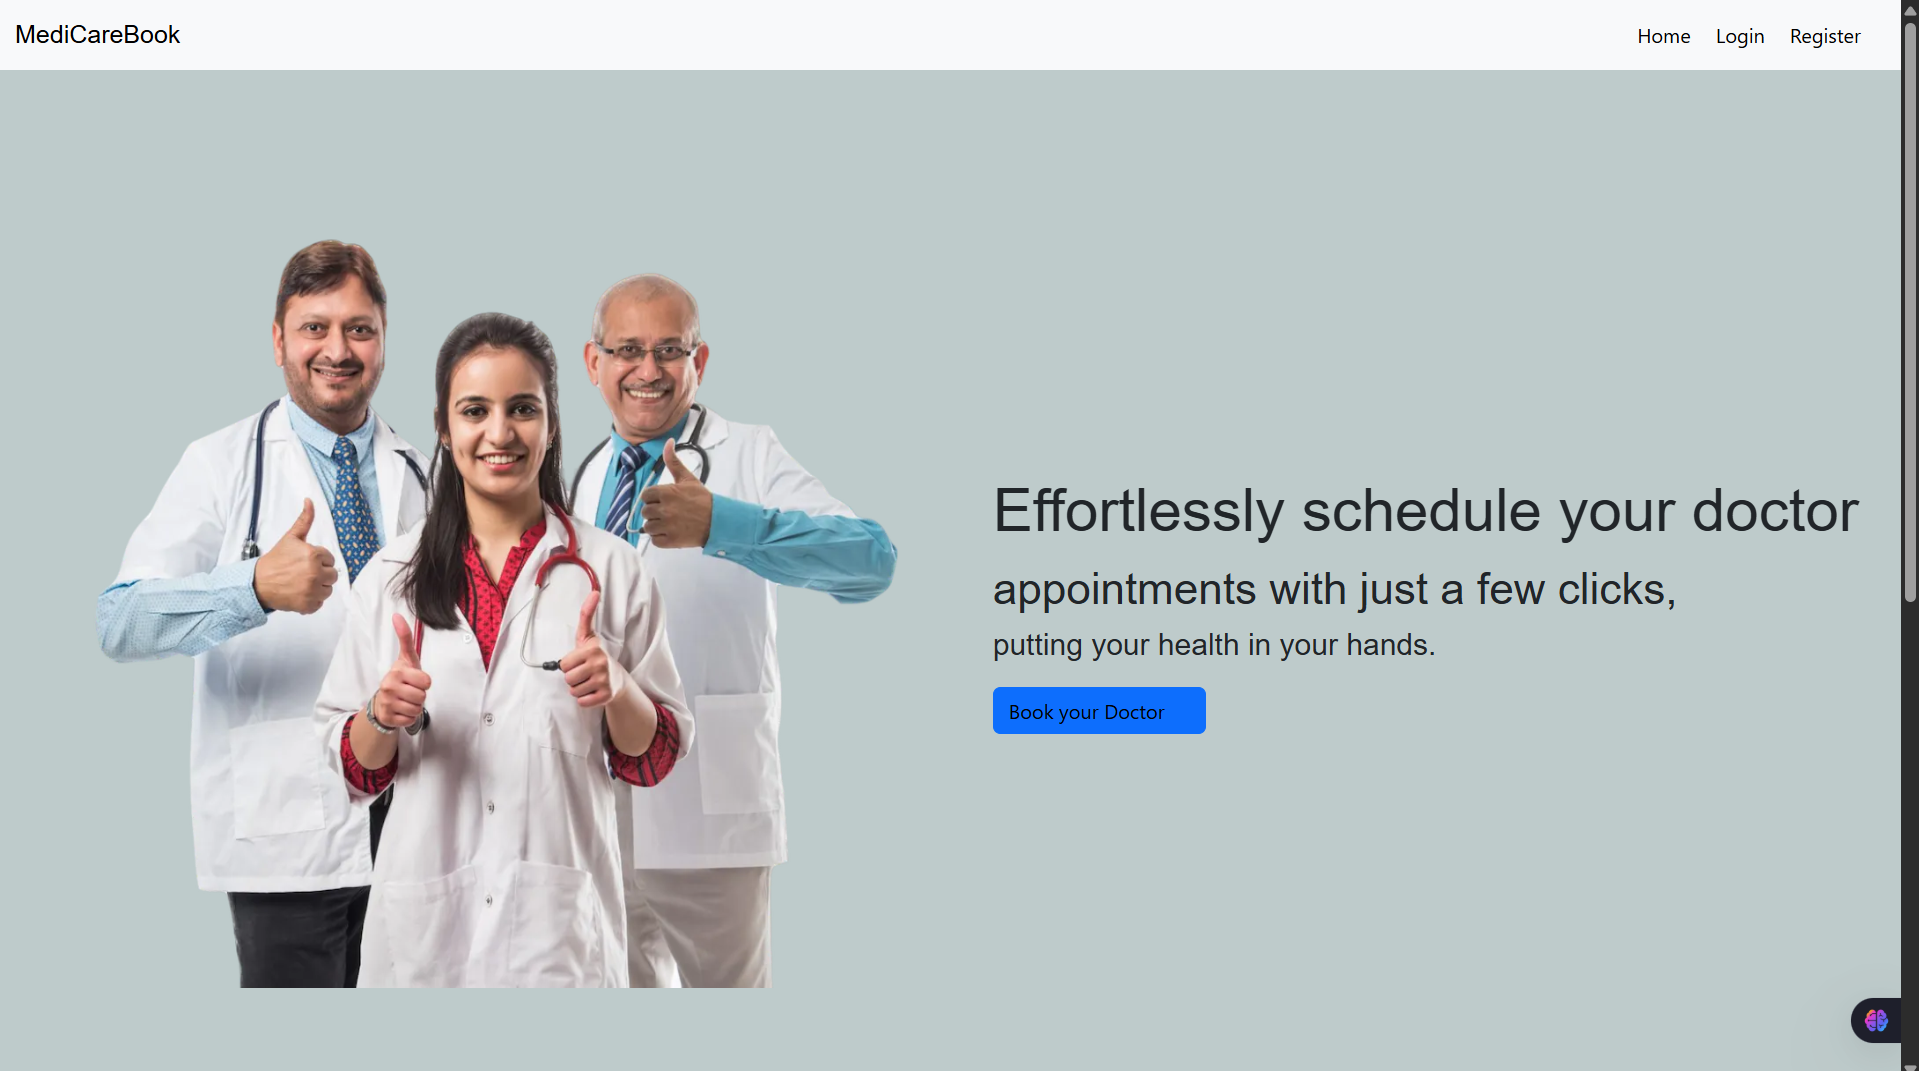 MediCareBook
Home Login Register
Effortlessly schedule your doctor
appointments with just a few clicks,
putting your health in your hands.
Book your Doctor